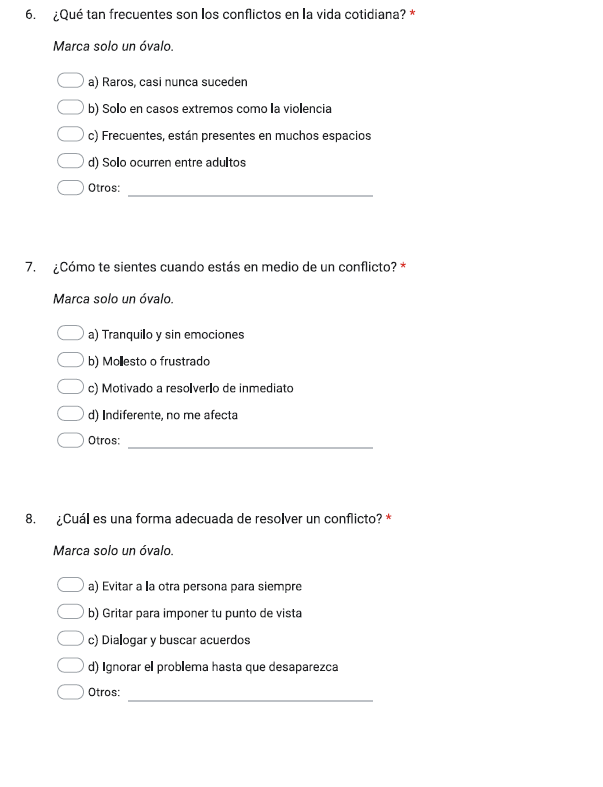 6. ¿Qué tan frecuentes son los conflictos en la vida cotidiana? *
Marca solo un óvalo.
a) Raros, casi nunca suceden
b) Solo en casos extremos como la violencia
c) Frecuentes, están presentes en muchos espacios
d) Solo ocurren entre adultos
Otros:
7. ¿Cómo te sientes cuando estás en medio de un conflicto? *
Marca solo un óvalo.
a) Tranquilo y sin emociones
b) Molesto o frustrado
c) Motivado a resolverlo de inmediato
d) Indiferente, no me afecta
Otros:
8. ¿Cuál es una forma adecuada de resolver un conflicto? *
Marca solo un óvalo.
a) Evitar a la otra persona para siempre
b) Gritar para imponer tu punto de vista
c) Dialogar y buscar acuerdos
d) Ignorar el problema hasta que desaparezca
Otros: